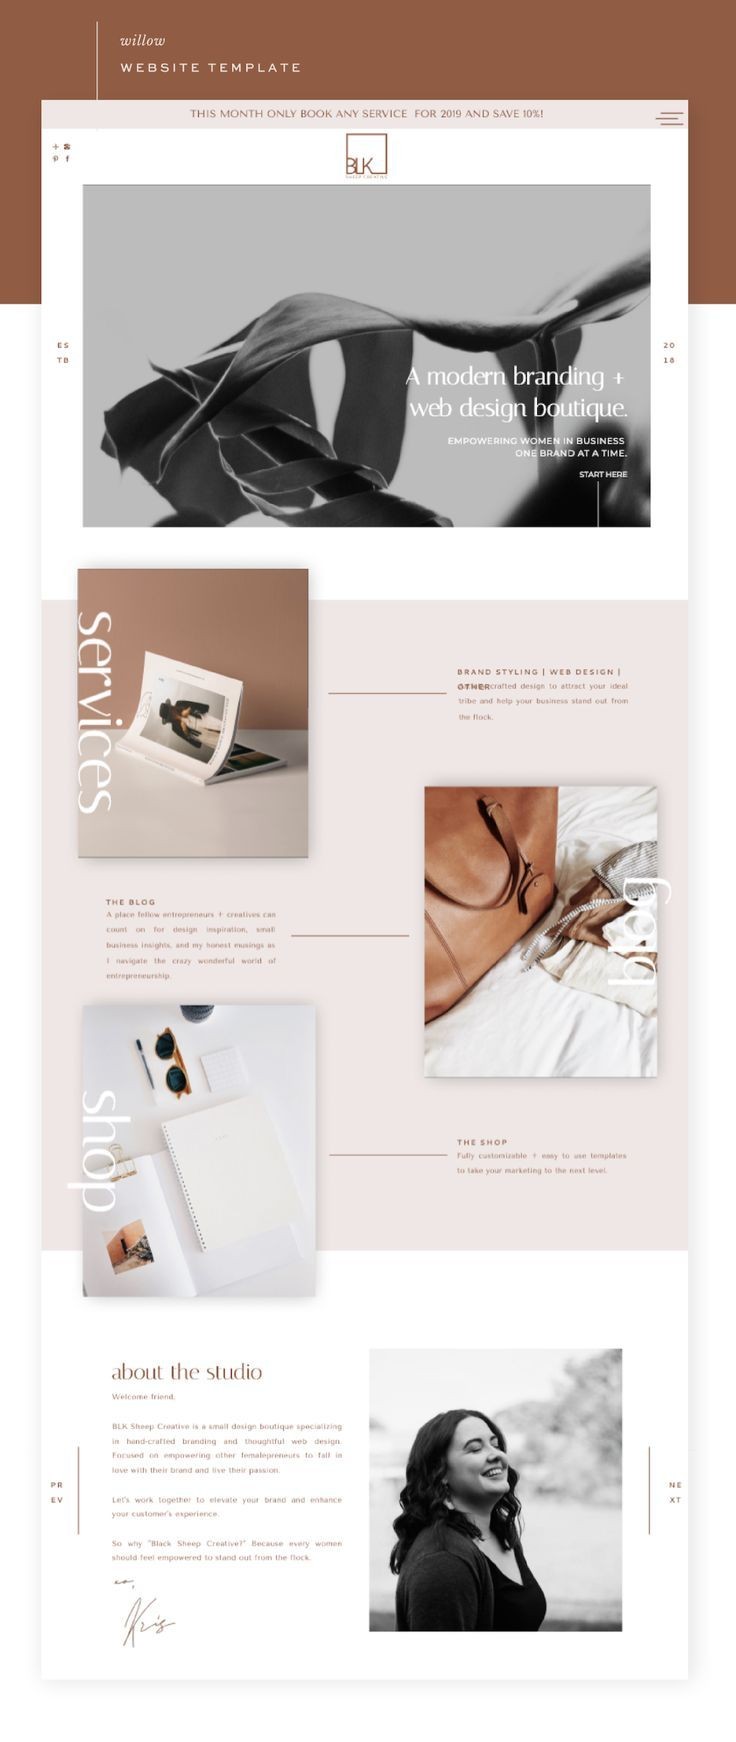 willow
WEBSITE TEMPLATE
THIS MONTH ONLY BOOK ANY SERVICE FOR 2019 AND SAVE 10%!
BLK
SHEEP CREATIVE
ES
TB
20
18
A modern branding +
web design boutique.
EMPOWERING WOMEN IN BUSINESS
ONE BRAND AT A TIME.
START HERE
services
BRAND STYLING | WEB DESIGN |
OTHER
crafted design to attract your ideal
tribe and help your business stand out from
the flock.
blog
THE BLOG
A place fellow entrepreneurs + creatives can
count on for design inspiration, small
business insights, and my honest musings as
I navigate the crazy wonderful world of
entrepreneurship.
shop
THE SHOP
Fully customizable + easy to use templates
to take your marketing to the next level.
about the studio
Welcome friend,
BLK Sheep Creative is a small design boutique specializing
in hand-crafted branding and thoughtful web design.
Focused on empowering other femalepreneurs to fall in
love with their brand and live their passion.
Let's work together to elevate your brand and enhance
your customer's experience.
So why "Black Sheep Creative?" Because every women
should feel empowered to stand out from the flock.
xo,
Kris
PR
EV
NE
XT